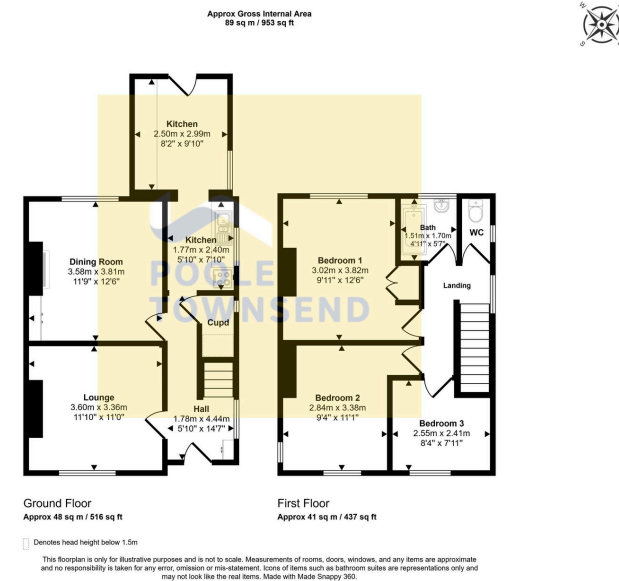 Approx Gross Internal Area
89 sq m / 953 sq ft
N
E
S
W
Kitchen
2.50m x 2.99m
8'2" x 9'10"
Dining Room
3.58m x 3.81m
11'9" x 12'6"
Kitchen
1.77m x 2.40m
5'10" x 7'10"
Cupd
Lounge
3.60m x 3.36m
11'10" x 11'0"
Hall
1.78m x 4.44m
5'10" x 14'7"
Bedroom 1
3.02m x 3.82m
9'11" x 12'6"
Bath
1.51m x 1.70m
4'11" x 5'7"
WC
Landing
Bedroom 2
2.84m x 3.38m
9'4" x 11'1"
Bedroom 3
2.55m x 2.41m
8'4" x 7'11"
POOLE
TOWNSEND
Ground Floor
Approx 48 sq m / 516 sq ft
First Floor
Approx 41 sq m / 437 sq ft
Denotes head height below 1.5m
This floorplan is only for illustrative purposes and is not to scale. Measurements of rooms, doors, windows, and any items are approximate
and no responsibility is taken for any error, omission or mis-statement. Icons of items such as bathroom suites are representations only and
may not look like the real items. Made with Made Snappy 360.